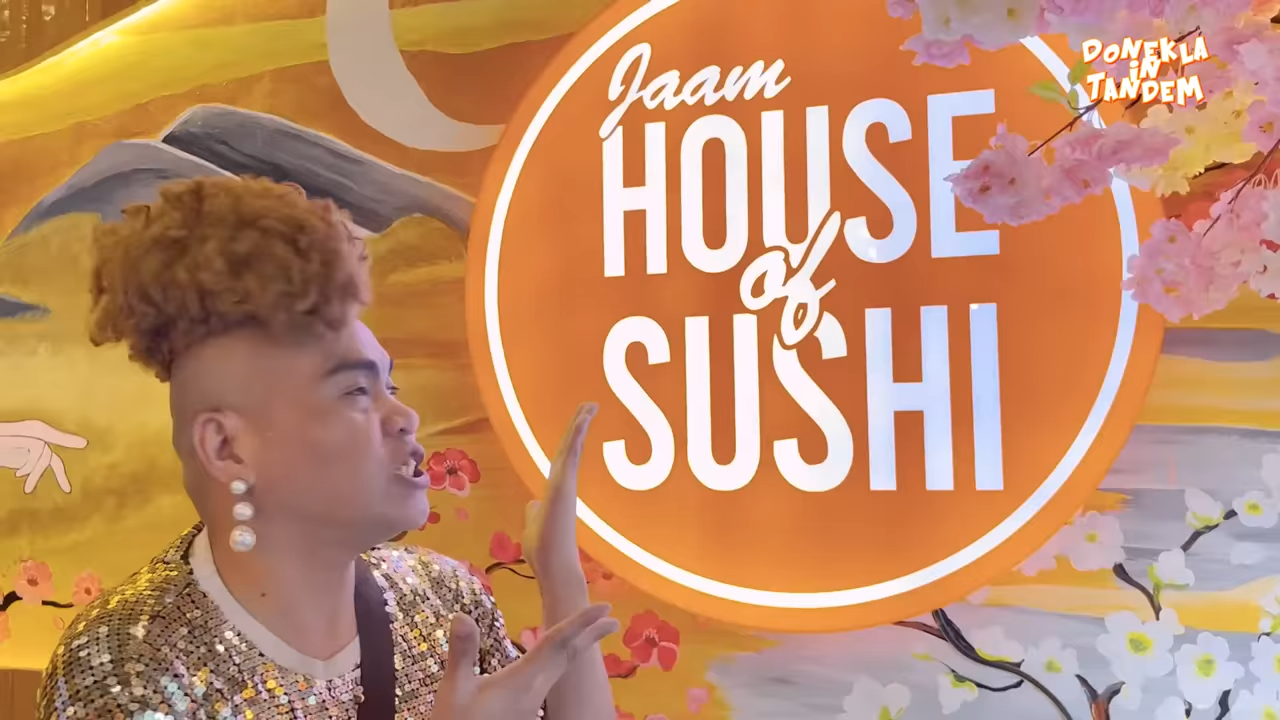 Jaam
HOUSE
of
SUSHI
DONEKLA
iN
TANDEM